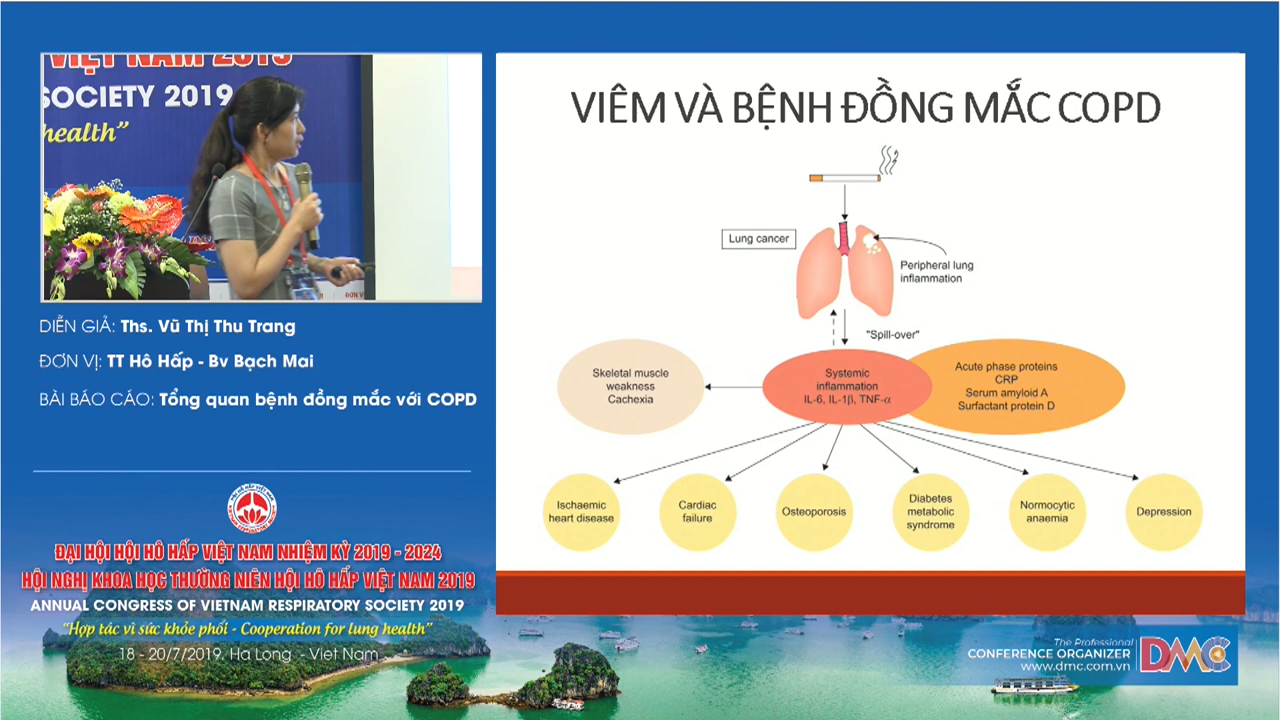 VIỆT NAM 2019
SOCIETY 2019
health”
DIỄN GIẢ: Ths. Vũ Thị Thu Trang
ĐƠN VỊ: TT Hô Hấp - Bv Bạch Mai
BÀI BÁO CÁO: Tổng quan bệnh đồng mắc với COPD
ĐẠI HỘI HỘI HÔ HẤP VIỆT NAM NHIỆM KỲ 2019 - 2024
HỘI NGHỊ KHOA HỌC THƯỜNG NIÊN HỘI HÔ HẤP VIỆT NAM 2019
ANNUAL CONGRESS OF VIETNAM RESPIRATORY SOCIETY 2019
“Hợp tác vì sức khỏe phổi - Cooperation for lung health”
18 - 20/7/2019. Ha Long - Viet Nam
VIÊM VÀ BỆNH ĐỒNG MẮC COPD
Lung cancer
Peripheral lung
inflammation
"Spill-over"
Skeletal muscle
weakness
Cachexia
Systemic
inflammation
IL-6, IL-1β, TNF-α
Acute phase proteins
CRP
Serum amyloid A
Surfactant protein D
Ischaemic
heart disease
Cardiac
failure
Osteoporosis
Diabetes
metabolic
syndrome
Normocytic
anaemia
Depression
The Professional
CONFERENCE ORGANIZER
www.dmc.com.vn
DMC